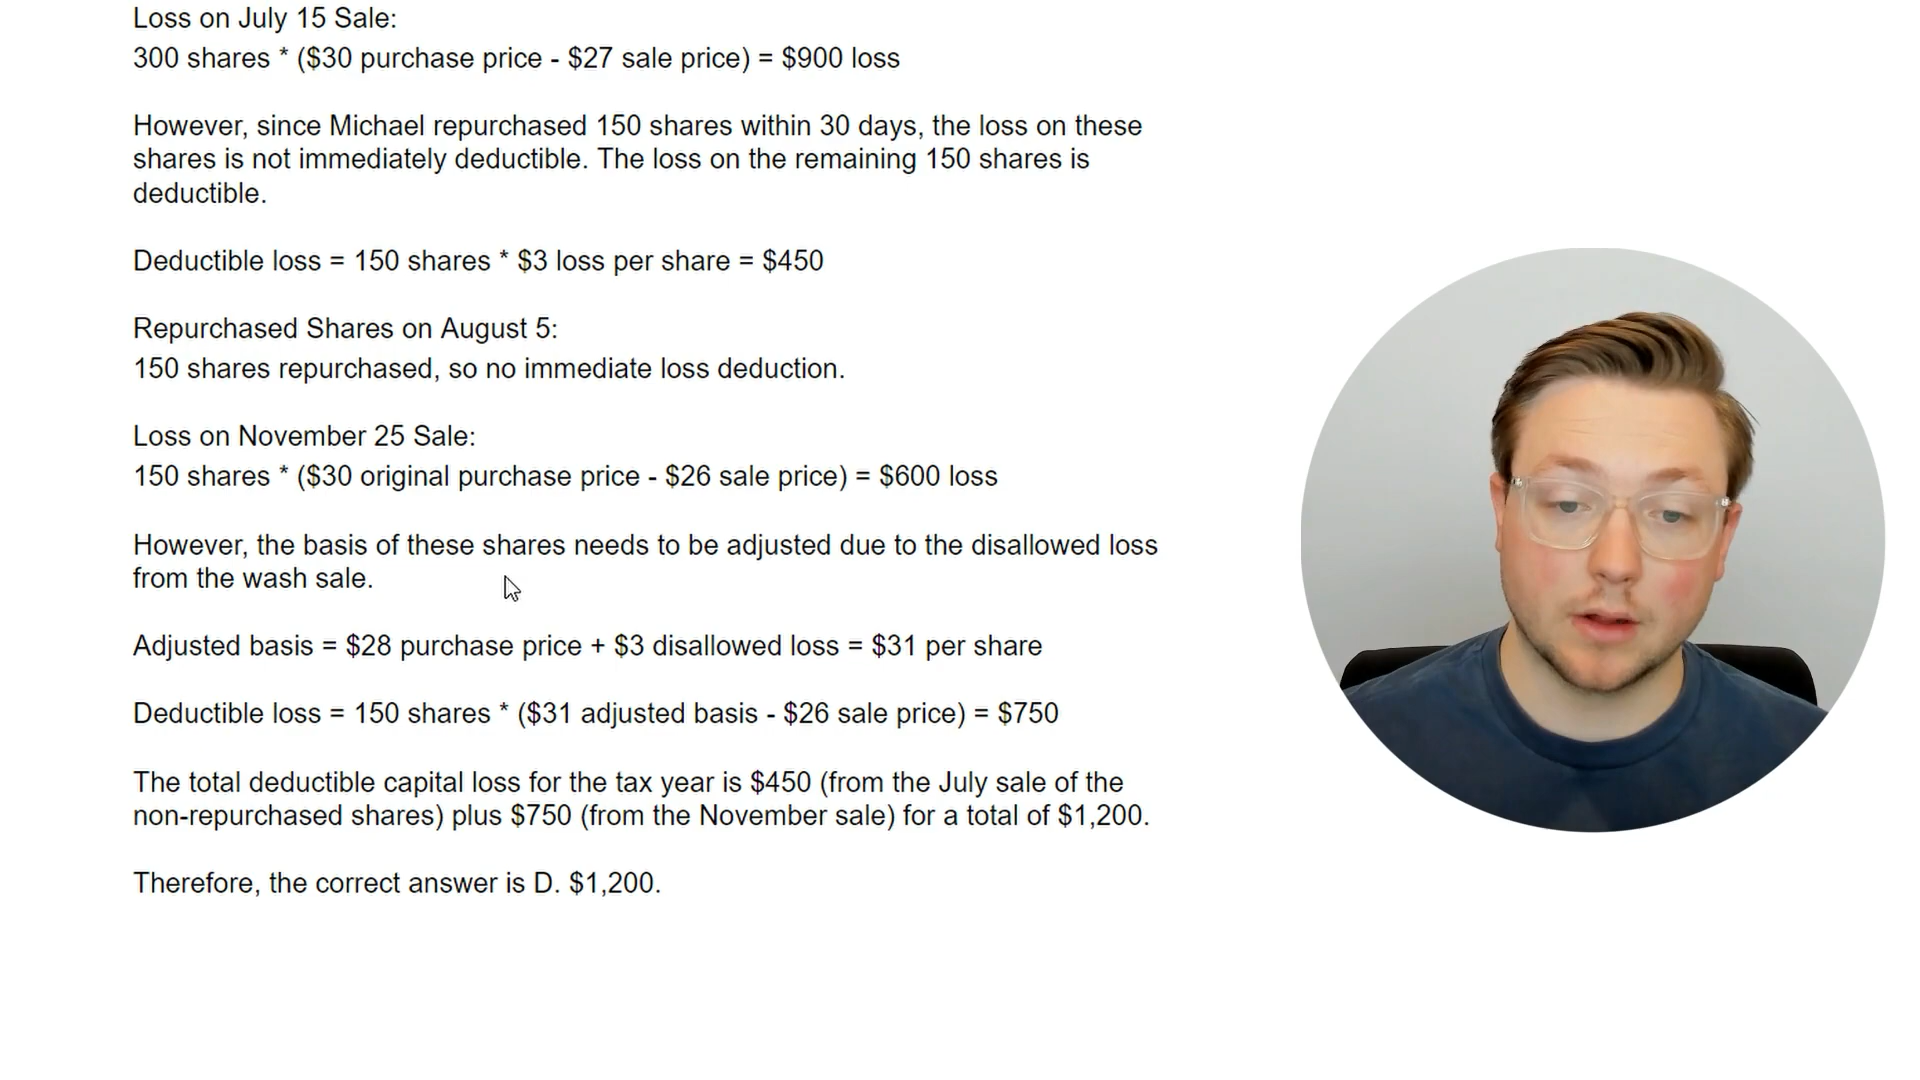 Loss on July 15 Sale:
300 shares * ($30 purchase price - $27 sale price) = $900 loss
However, since Michael repurchased 150 shares within 30 days, the loss on these
shares is not immediately deductible. The loss on the remaining 150 shares is
deductible.
Deductible loss = 150 shares * $3 loss per share = $450
Repurchased Shares on August 5:
150 shares repurchased, so no immediate loss deduction.
Loss on November 25 Sale:
150 shares * ($30 original purchase price - $26 sale price) = $600 loss
However, the basis of these shares needs to be adjusted due to the disallowed loss
from the wash sale.
Adjusted basis = $28 purchase price + $3 disallowed loss = $31 per share
Deductible loss = 150 shares * ($31 adjusted basis - $26 sale price) = $750
The total deductible capital loss for the tax year is $450 (from the July sale of the
non-repurchased shares) plus $750 (from the November sale) for a total of $1,200.
Therefore, the correct answer is D. $1,200.